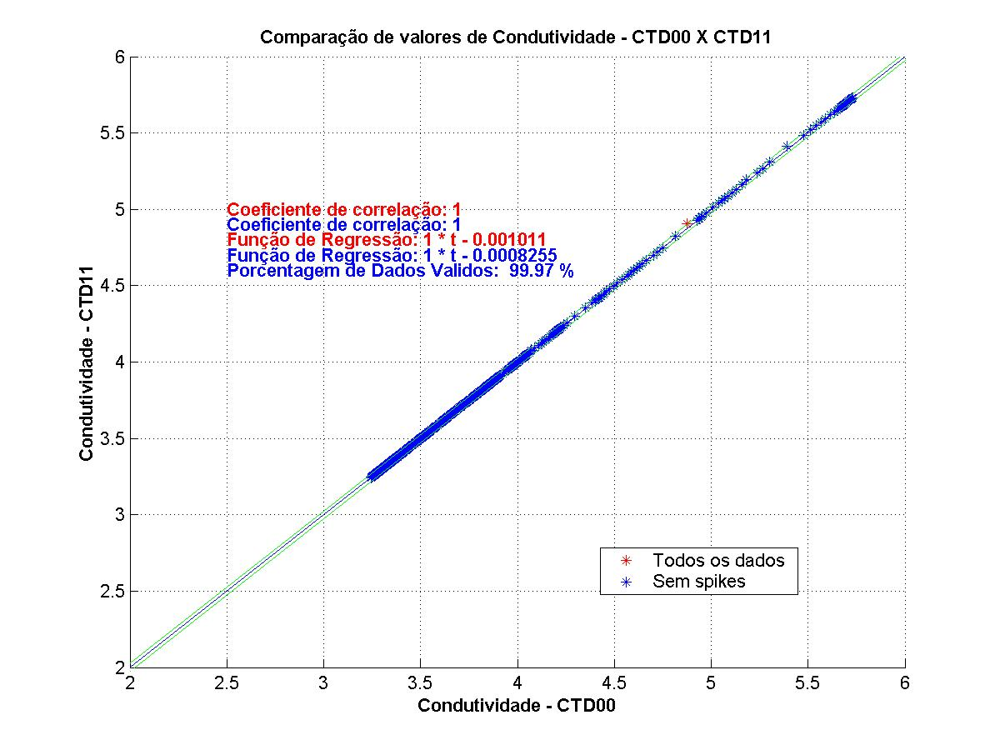 Comparação de valores de Condutividade - CTD00 X CTD11
6
5.5
5
4.5
4
3.5
3
2.5
2
Condutividade - CTD11
Coeficiente de correlação: 1
Coeficiente de correlação: 1
Função de Regressão: 1 * t - 0.001011
Função de Regressão: 1 * t - 0.0008255
Porcentagem de Dados Validos:  99.97 %
Todos os dados
Sem spikes
2 2.5 3 3.5 4 4.5 5 5.5 6
Condutividade - CTD00